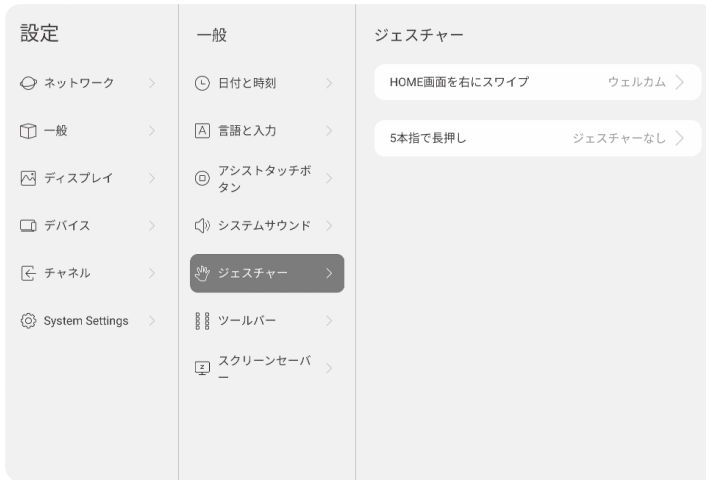 設定
ネットワーク
一般
ディスプレイ
デバイス
チャネル
System Settings
一般
日付と時刻
A
言語と入力
アシストタッチボ
タン
システムサウンド
ジェスチャー
ツールバー
z
スクリーンセーバ
ー
ジェスチャー
HOME画面を右にスワイプ
ウェルカム
5本指で長押し
ジェスチャーなし